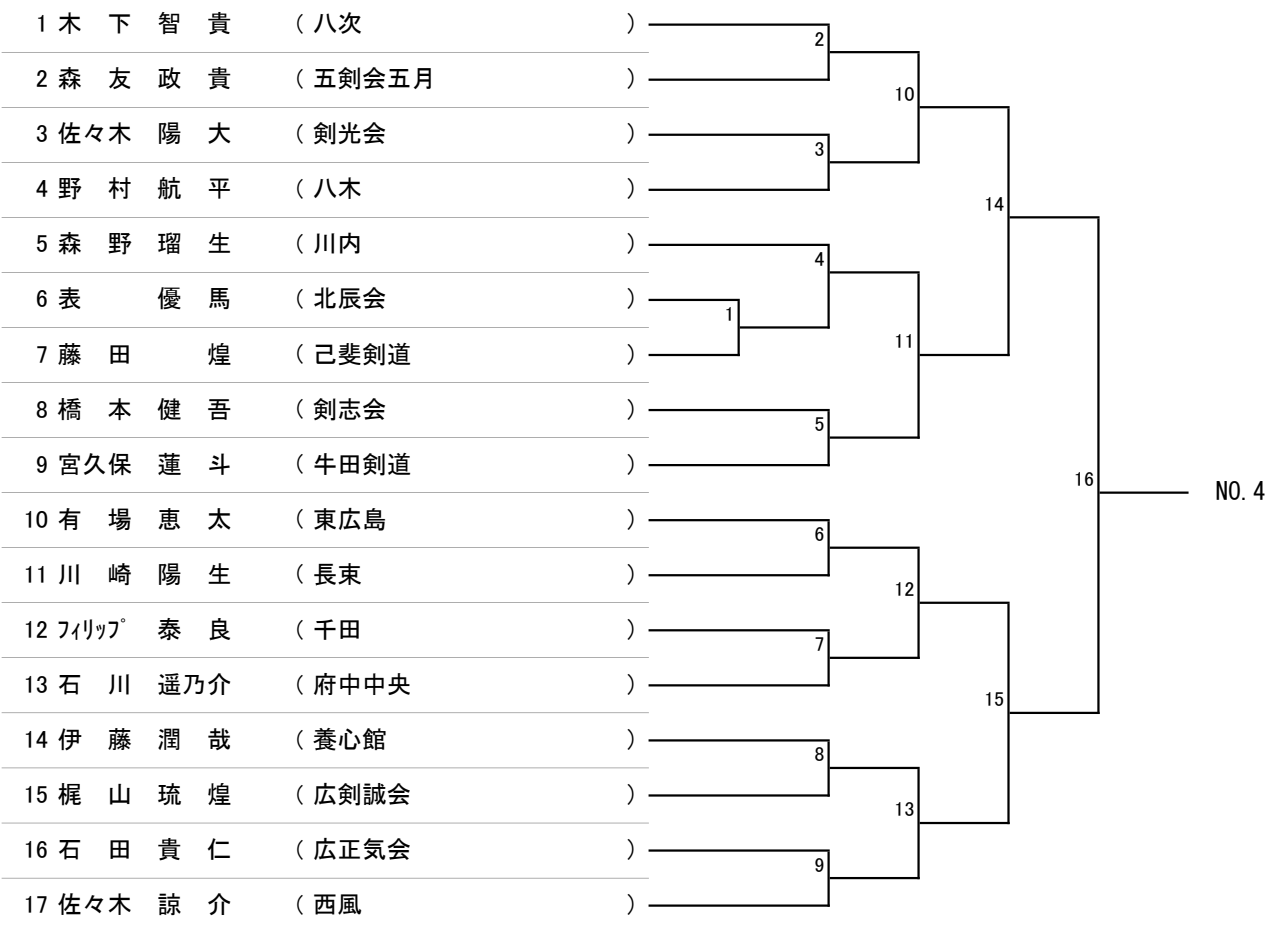 1 木 下 智 貴 ( 八次 )
2
2 森 友 政 貴 ( 五剣会五月 )
10
3 佐々木 陽 大 ( 剣光会 )
3
4 野 村 航 平 ( 八木 )
14
5 森 野 瑠 生 ( 川内 )
4
6 表 優 馬 ( 北辰会 )
1
7 藤 田 煌 ( 己斐剣道 )
11
8 橋 本 健 吾 ( 剣志会 )
5
9 宮久保 蓮 斗 ( 牛田剣道 )
16 NO. 4
10 有 場 恵 太 ( 東広島 )
6
11 川 崎 陽 生 ( 長束 )
12
12 フィリップ 泰 良 ( 千田 )
7
13 石 川 遥乃介 ( 府中中央 )
15
14 伊 藤 潤 哉 ( 養心館 )
8
15 梶 山 琉 煌 ( 広剣誠会 )
13
16 石 田 貴 仁 ( 広正気会 )
9
17 佐々木 諒 介 ( 西風 )